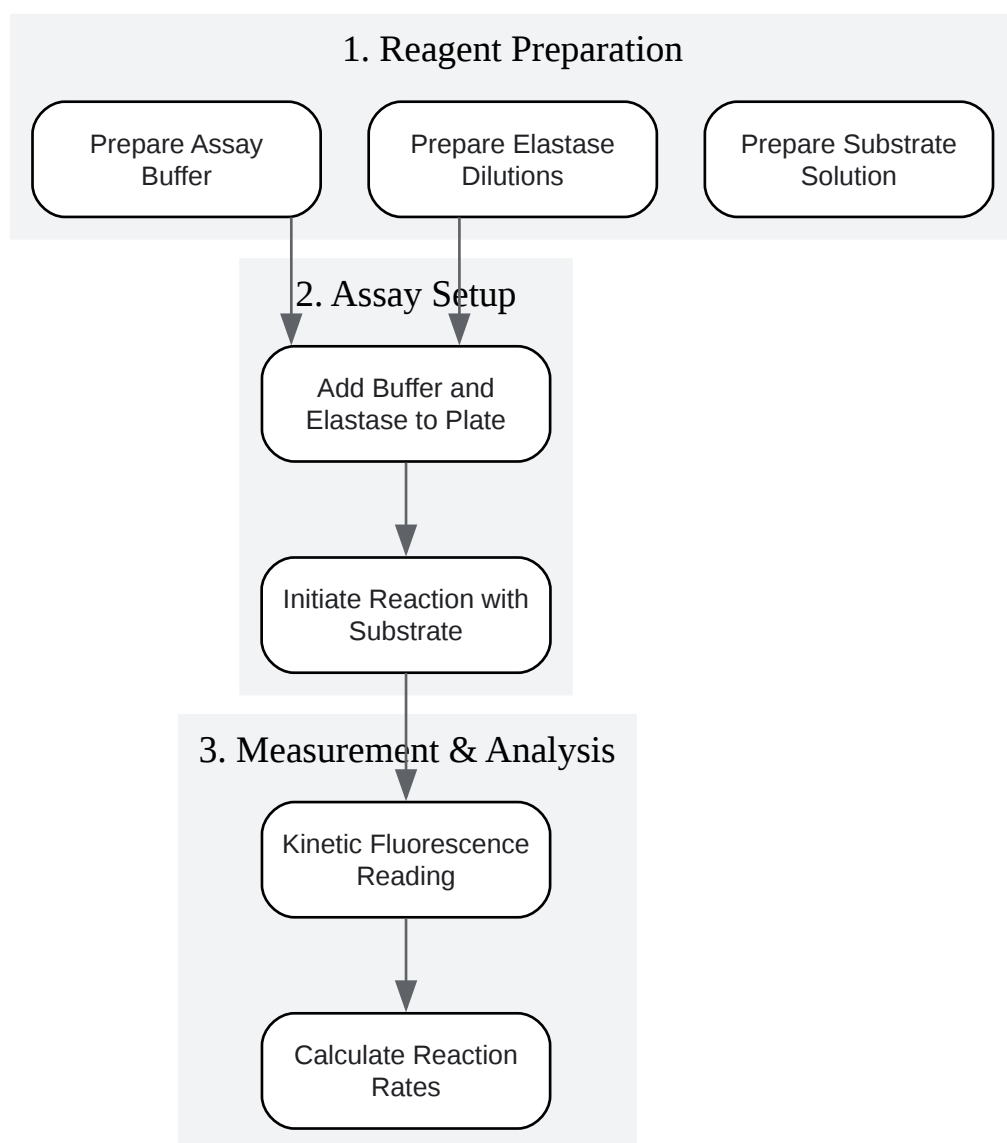 1. Reagent Preparation
Prepare Assay
Buffer
Prepare Elastase
Dilutions
Prepare Substrate
Solution
2. Assay Setup
Add Buffer and
Elastase to Plate
Initiate Reaction with
Substrate
3. Measurement & Analysis
Kinetic Fluorescence
Reading
Calculate Reaction
Rates